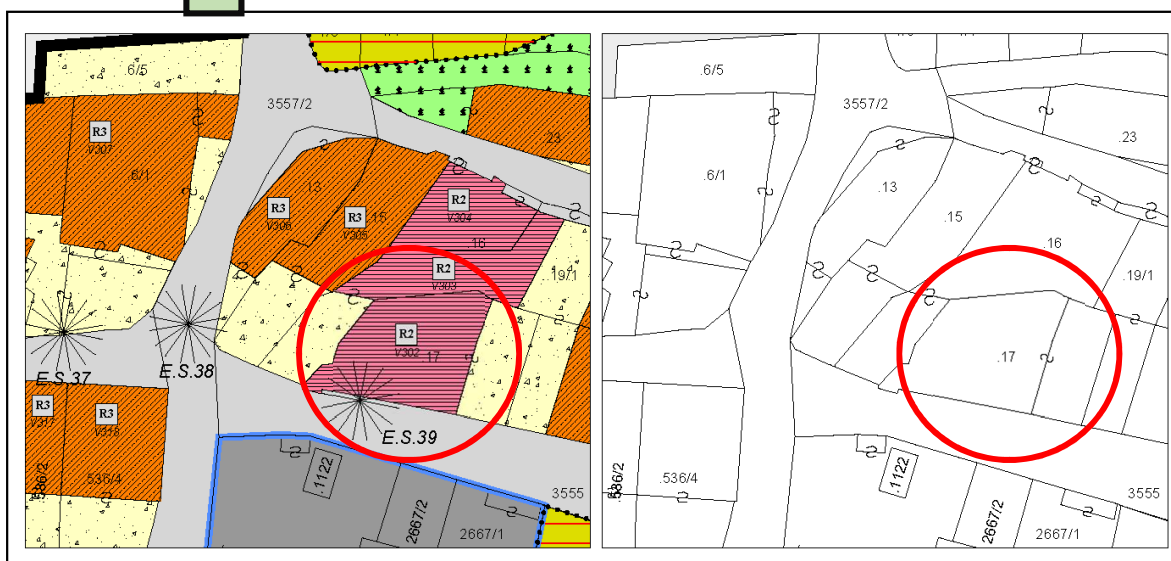 .6/5
3557/2
R3
V307
.23
.6/1
.13
R2
V304
R3
V306
R3
.15
V305
.16
R2
V303
.19/1
R2
V302
.17
E.S.37
E.S.38
R3
R3
V318
E.S.39
.536/4
.1122
3555
2667/2
2667/1
.6/5
3557/2
.23
.6/1
.13
.15
.16
.19/1
.17
.536/4
.1122
3555
2667/2
2667/1